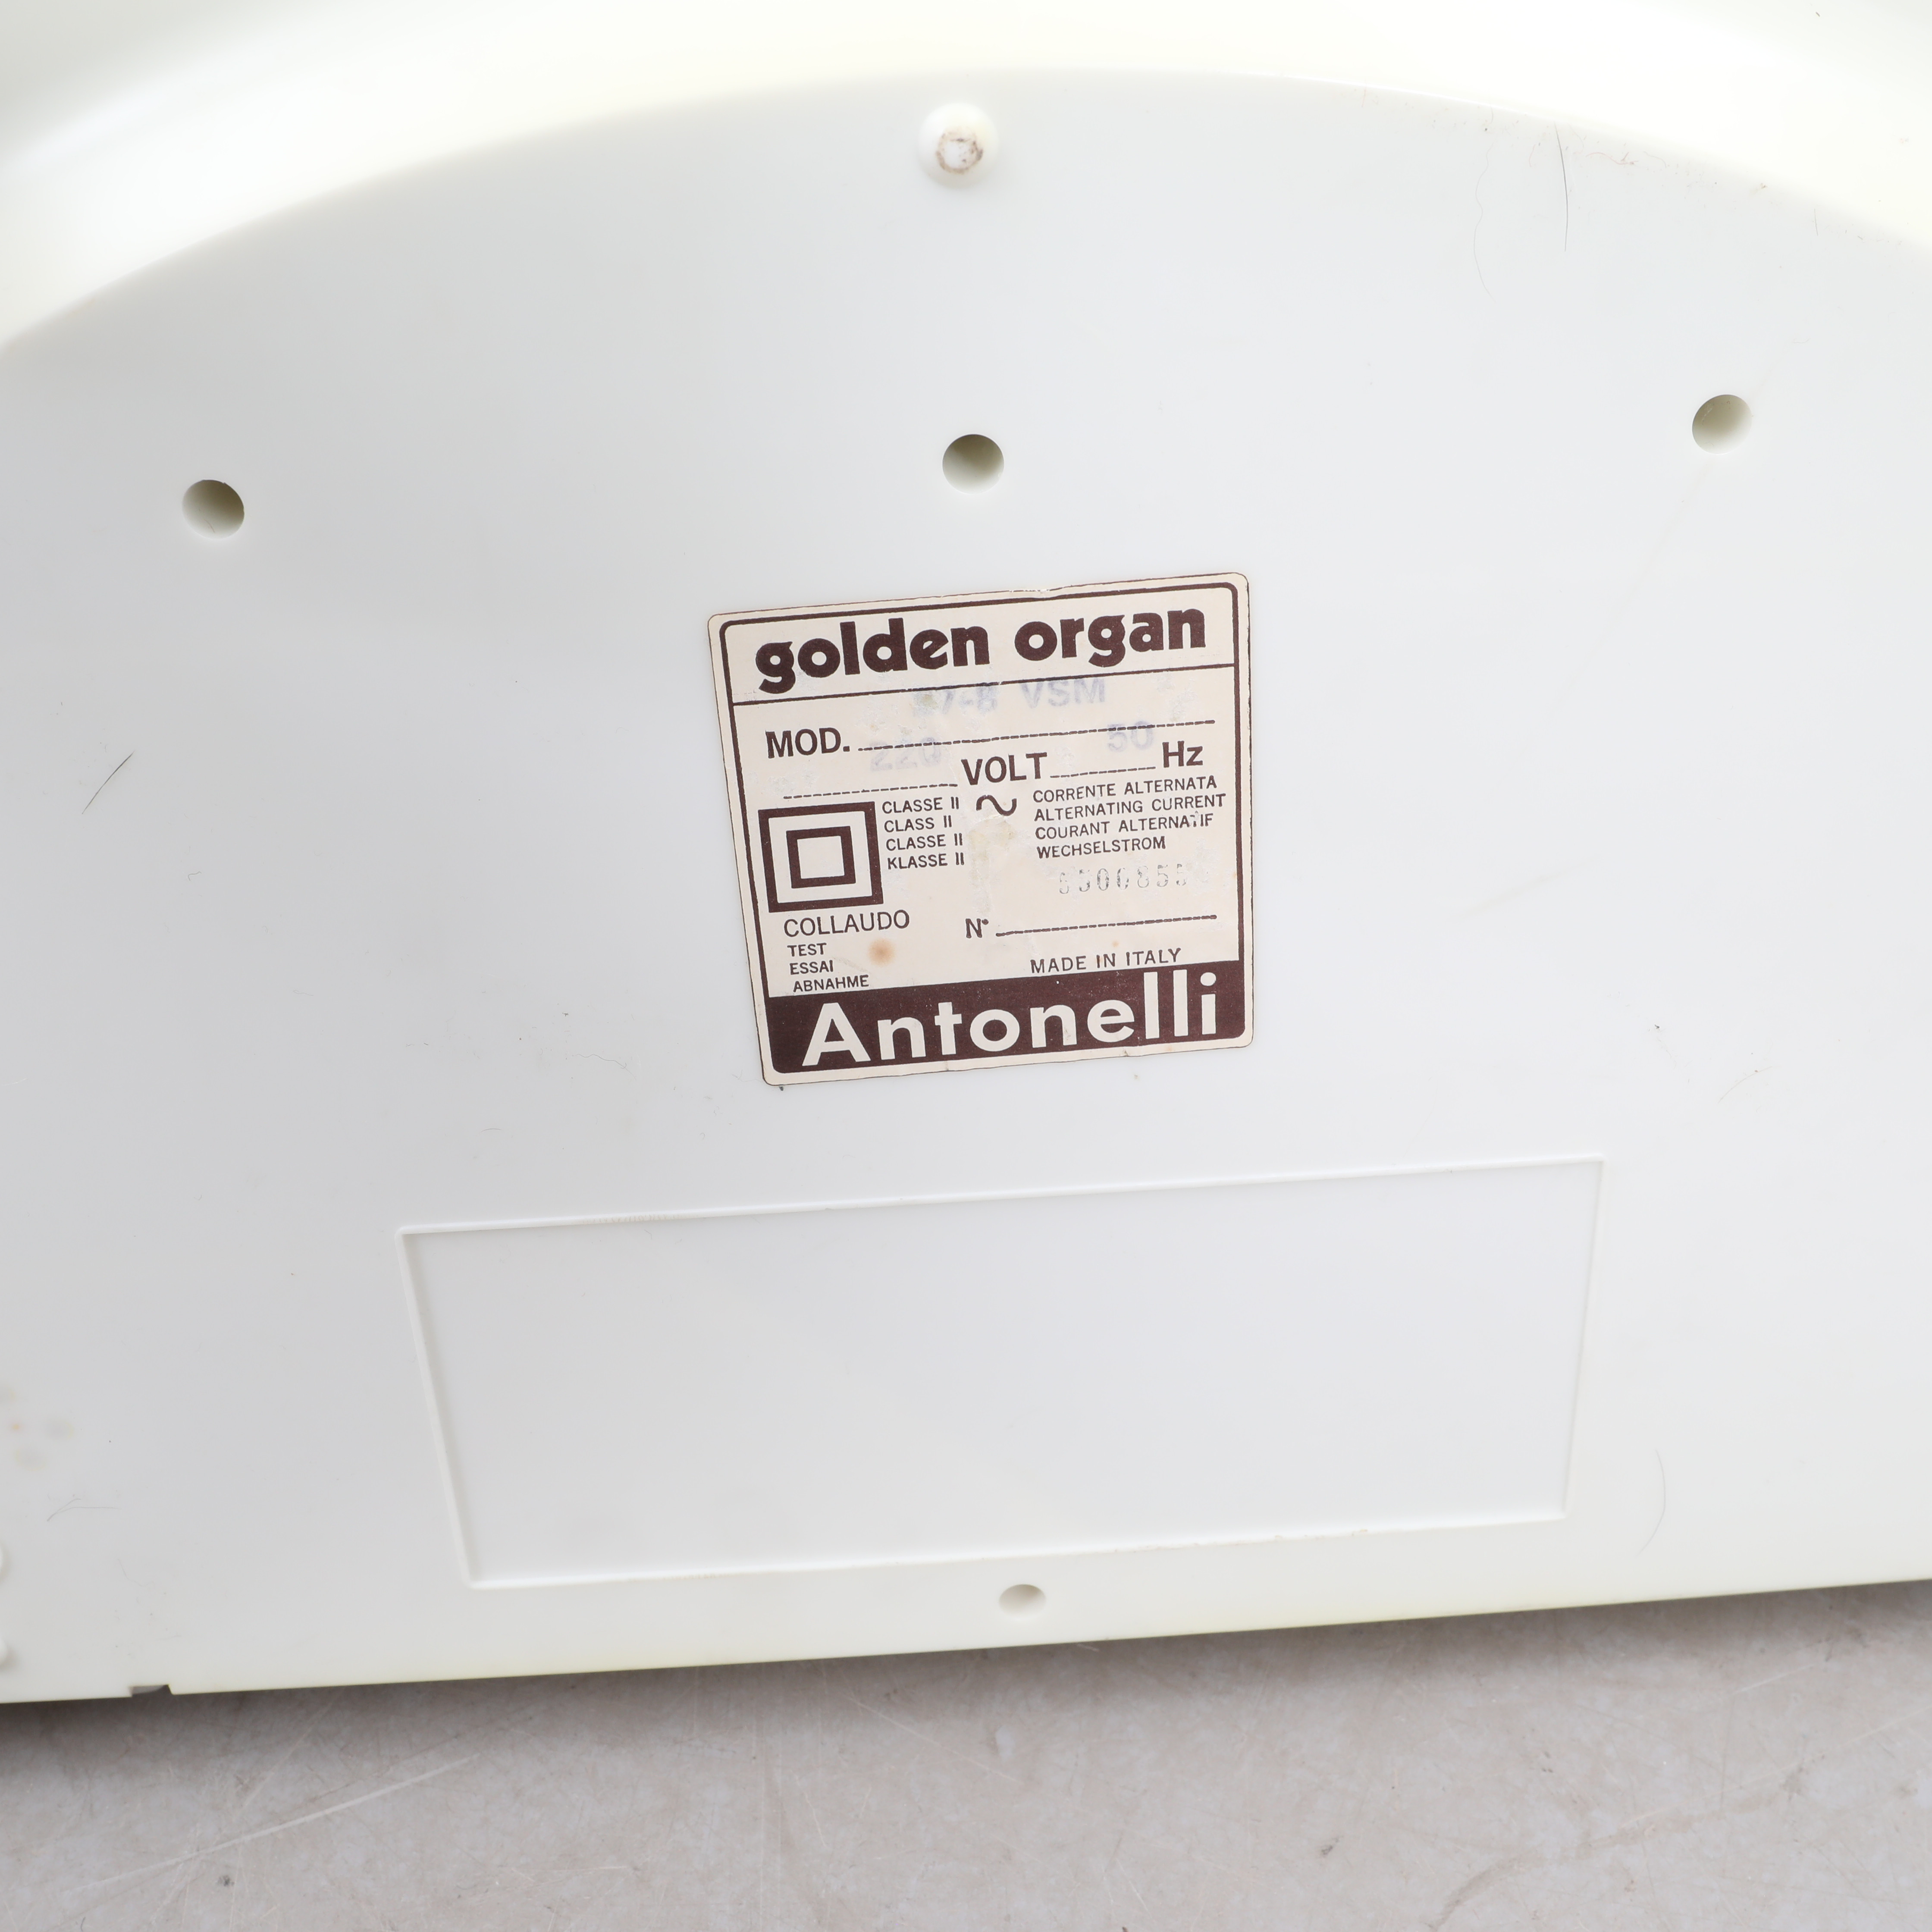 golden organ
VSM
MOD.
220 50
VOLT Hz
CLASSE II
CLASS II
CLASSE II
KLASSE II
CORRENTE ALTERNATA
ALTERNATING CURRENT
COURANT ALTERNATIF
WECHSELSTROM
COLLAUDO
TEST
ESSAI
ABNAHME
N°
MADE IN ITALY
Antonelli